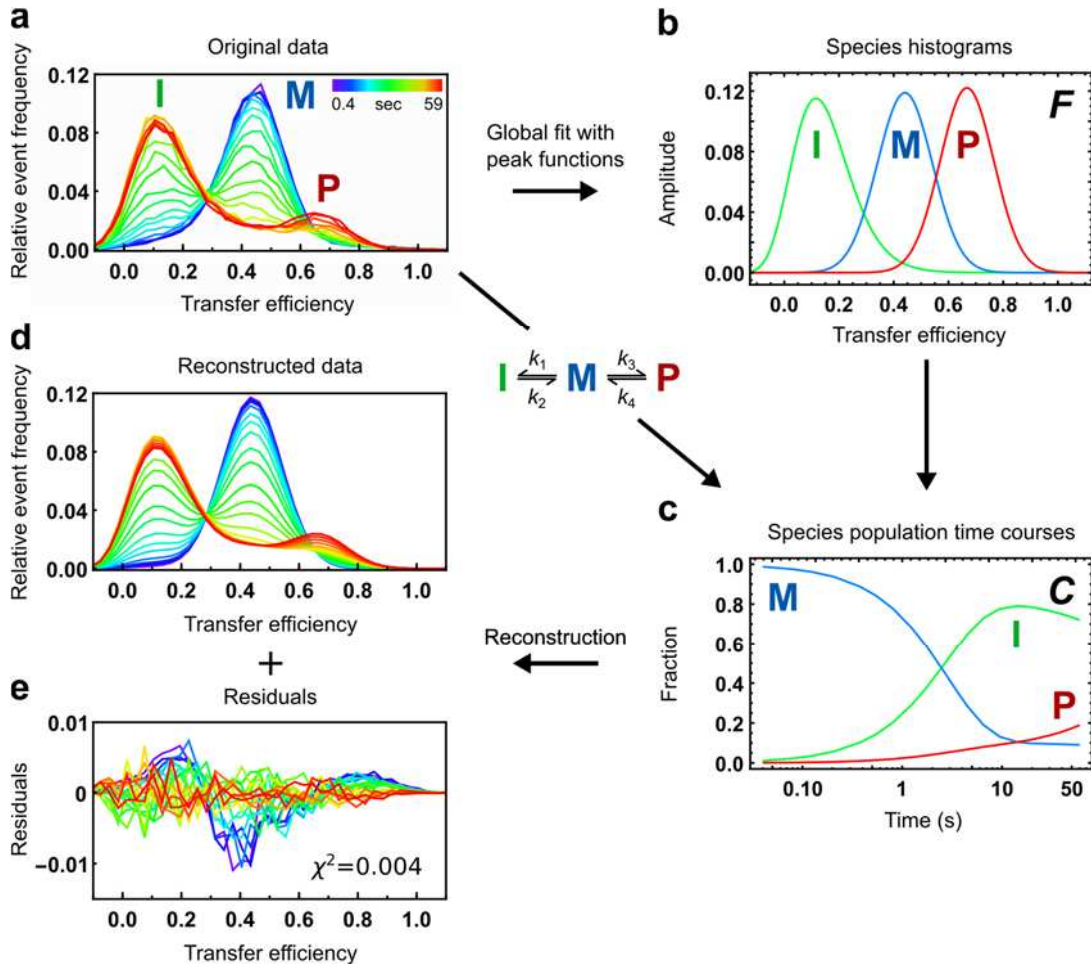 a
Original data
Relative event frequency
0.12
0.08
0.04
0.00
I
M
P
0.4 sec 59
0.0 0.2 0.4 0.6 0.8 1.0
Transfer efficiency
Global fit with
peak functions
b
Species histograms
F
Amplitude
0.12
0.08
0.04
0.00
I
M
P
0.0 0.2 0.4 0.6 0.8 1.0
Transfer efficiency
I k1 k2 M k3 k4 P
d
Reconstructed data
Relative event frequency
0.12
0.08
0.04
0.00
0.0 0.2 0.4 0.6 0.8 1.0
Transfer efficiency
+
Reconstruction
c
Species population time courses
C
Fraction
1.0
0.8
0.6
0.4
0.2
0.0
M
I
P
0.10 1 10 50
Time (s)
e
Residuals
Residuals
0.01
0
−0.01
χ²=0.004
0.0 0.2 0.4 0.6 0.8 1.0
Transfer efficiency